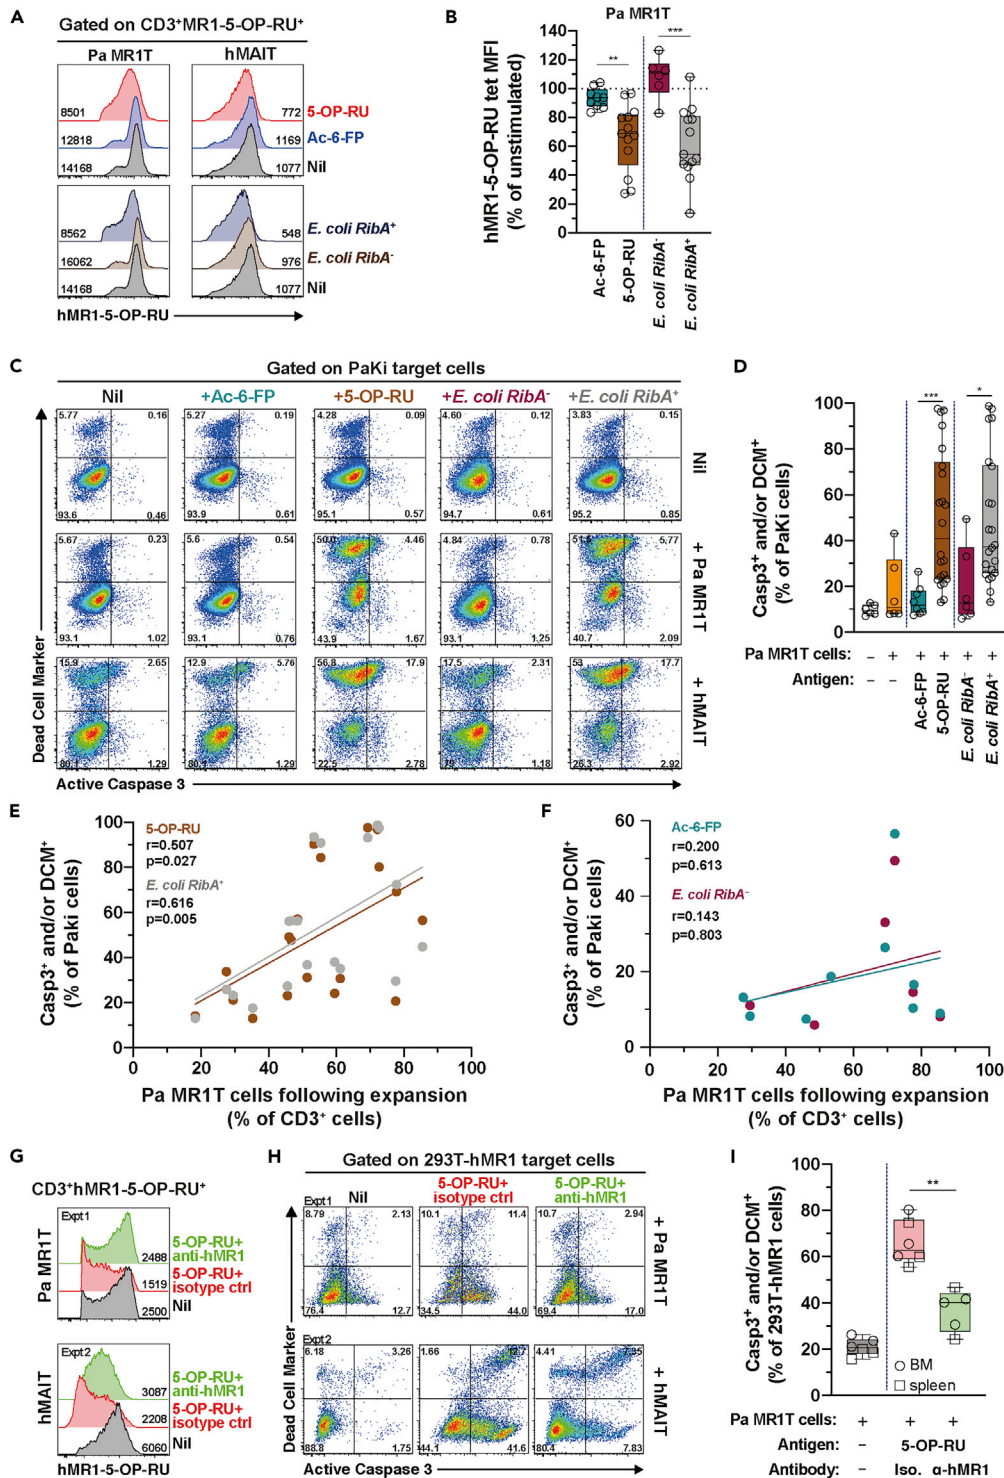 A
Gated on CD3⁺MR1-5-OP-RU⁺
Pa MR1T
hMAIT
8501
772
5-OP-RU
12818
1169
Ac-6-FP
14168
1077
Nil
8562
548
E. coli RibA⁺
16062
976
E. coli RibA⁻
14168
1077
Nil
hMR1-5-OP-RU
B
Pa MR1T
hMR1-5-OP-RU tet MFI
(% of unstimulated)
140
120
100
80
60
40
20
0
**
***
Ac-6-FP
5-OP-RU
E. coli RibA⁻
E. coli RibA⁺
C
Gated on PaKi target cells
Nil
+Ac-6-FP
+5-OP-RU
+E. coli RibA⁻
+E. coli RibA⁺
5.77 0.16
5.27 0.19
4.28 0.09
4.60 0.12
3.83 0.15
93.6 0.46
93.9 0.61
95.1 0.57
94.7 0.61
95.2 0.85
Nil
5.67 0.23
5.6 0.54
50.0 4.46
4.84 0.78
51.5 5.77
93.1 1.02
93.1 0.76
43.9 1.67
93.1 1.25
40.7 2.09
+ Pa MR1T
15.9 2.65
12.9 5.76
56.8 17.9
17.5 2.31
53 17.7
80.1 1.29
80.1 1.29
22.5 2.78
79 1.18
26.3 2.92
+ hMAIT
Dead Cell Marker
Active Caspase 3
D
Casp3⁺ and/or DCM⁺
(% of PaKi cells)
100
80
60
40
20
0
***
*
Pa MR1T cells: – + + + + +
Antigen: – –
Ac-6-FP
5-OP-RU
E. coli RibA⁻
E. coli RibA⁺
E
Casp3⁺ and/or DCM⁺
(% of Paki cells)
100
80
60
40
20
0
5-OP-RU
r=0.507
p=0.027
E. coli RibA⁺
r=0.616
p=0.005
0 20 40 60 80 100
Pa MR1T cells following expansion
(% of CD3⁺ cells)
F
Casp3⁺ and/or DCM⁺
(% of Paki cells)
60
40
20
0
Ac-6-FP
r=0.200
p=0.613
E. coli RibA⁻
r=0.143
p=0.803
0 20 40 60 80 100
Pa MR1T cells following expansion
(% of CD3⁺ cells)
G
CD3⁺hMR1-5-OP-RU⁺
Pa MR1T
Expt1
5-OP-RU+
anti-hMR1
2488
5-OP-RU+
isotype ctrl
1519
Nil
2500
hMAIT
Expt2
5-OP-RU+
anti-hMR1
3087
5-OP-RU+
isotype ctrl
2208
Nil
6060
hMR1-5-OP-RU
H
Gated on 293T-hMR1 target cells
Nil
5-OP-RU+
isotype ctrl
5-OP-RU+
anti-hMR1
Expt1
8.79 2.13
10.1 11.4
10.7 2.94
76.4 12.7
34.5 44.0
69.4 17.0
+ Pa MR1T
Expt2
6.18 3.26
1.66
4.41 7.35
88.8 1.75
44.1 41.6
80.4 7.83
+ hMAIT
Dead Cell Marker
Active Caspase 3
I
Casp3⁺ and/or DCM⁺
(% of 293T-hMR1 cells)
100
80
60
40
20
0
**
BM
spleen
Pa MR1T cells: + + +
Antigen: – 5-OP-RU
Antibody: – Iso. α-hMR1